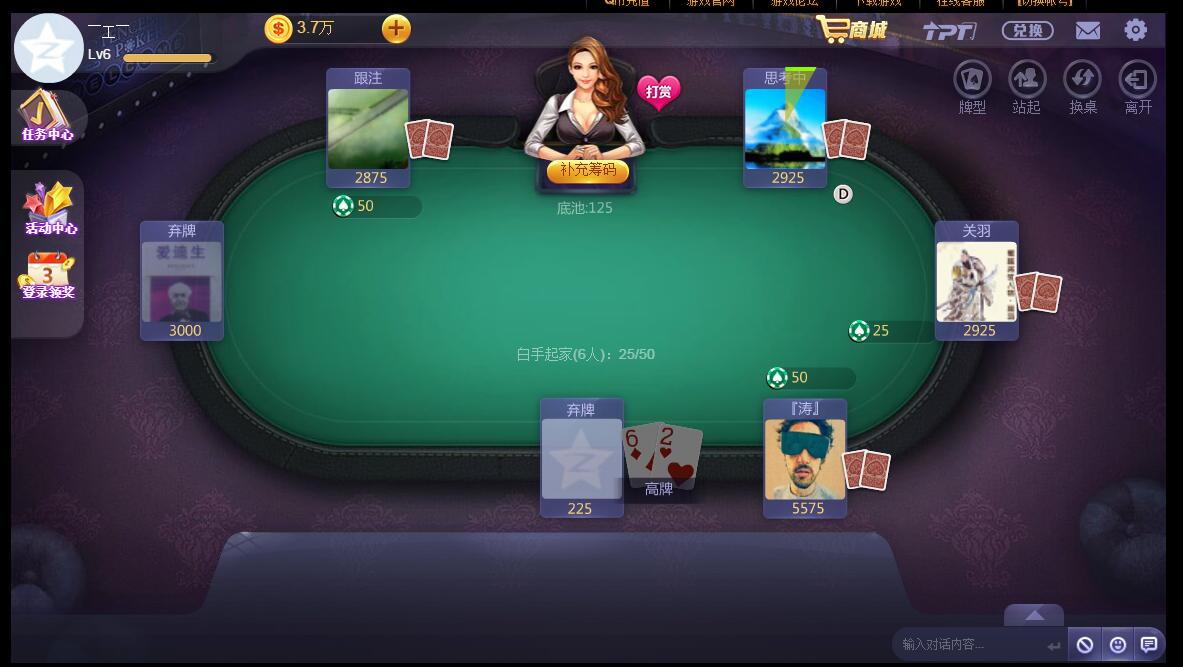 Q币充值 游戏官网 游戏论坛 下载游戏 在线客服 [切换帐号]
一工厂
3.7万
商城
TPT
兑换
Lv6
跟注
打赏
思考中
牌型 站起 换桌 离开
任务中心
补充筹码
2875
2925
D
50
底池:125
活动中心
弃牌
爱迪生
关羽
3
登录领奖
3000
2925
25
白手起家(6人)：25/50
50
弃牌
『涛』
6 2
高牌
225
5575
输入对话内容...